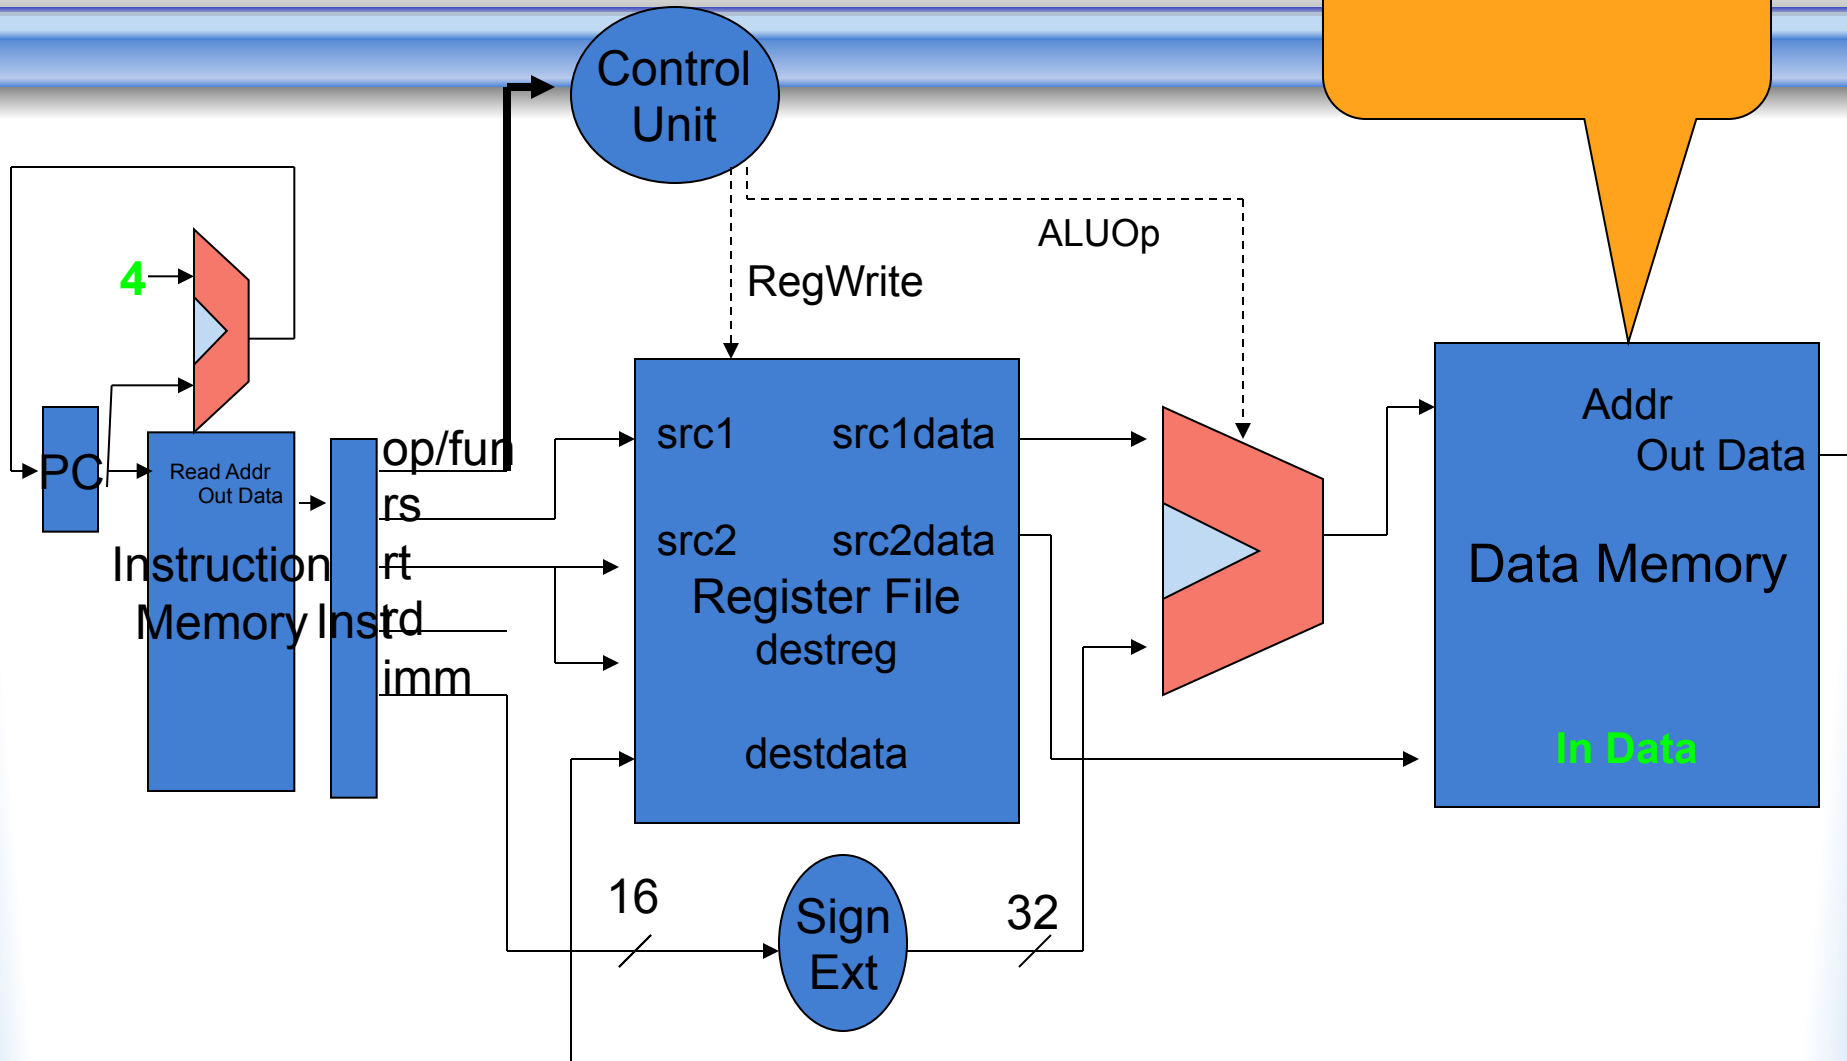 Control
Unit
ALUOp
RegWrite
4
PC
Read Addr
Out Data
Instruction
Memory
Inst
op/fun
rs
rt
rd
imm
src1
src1data
src2
src2data
Register File
destreg
destdata
Addr
Out Data
Data Memory
In Data
16
Sign
Ext
32